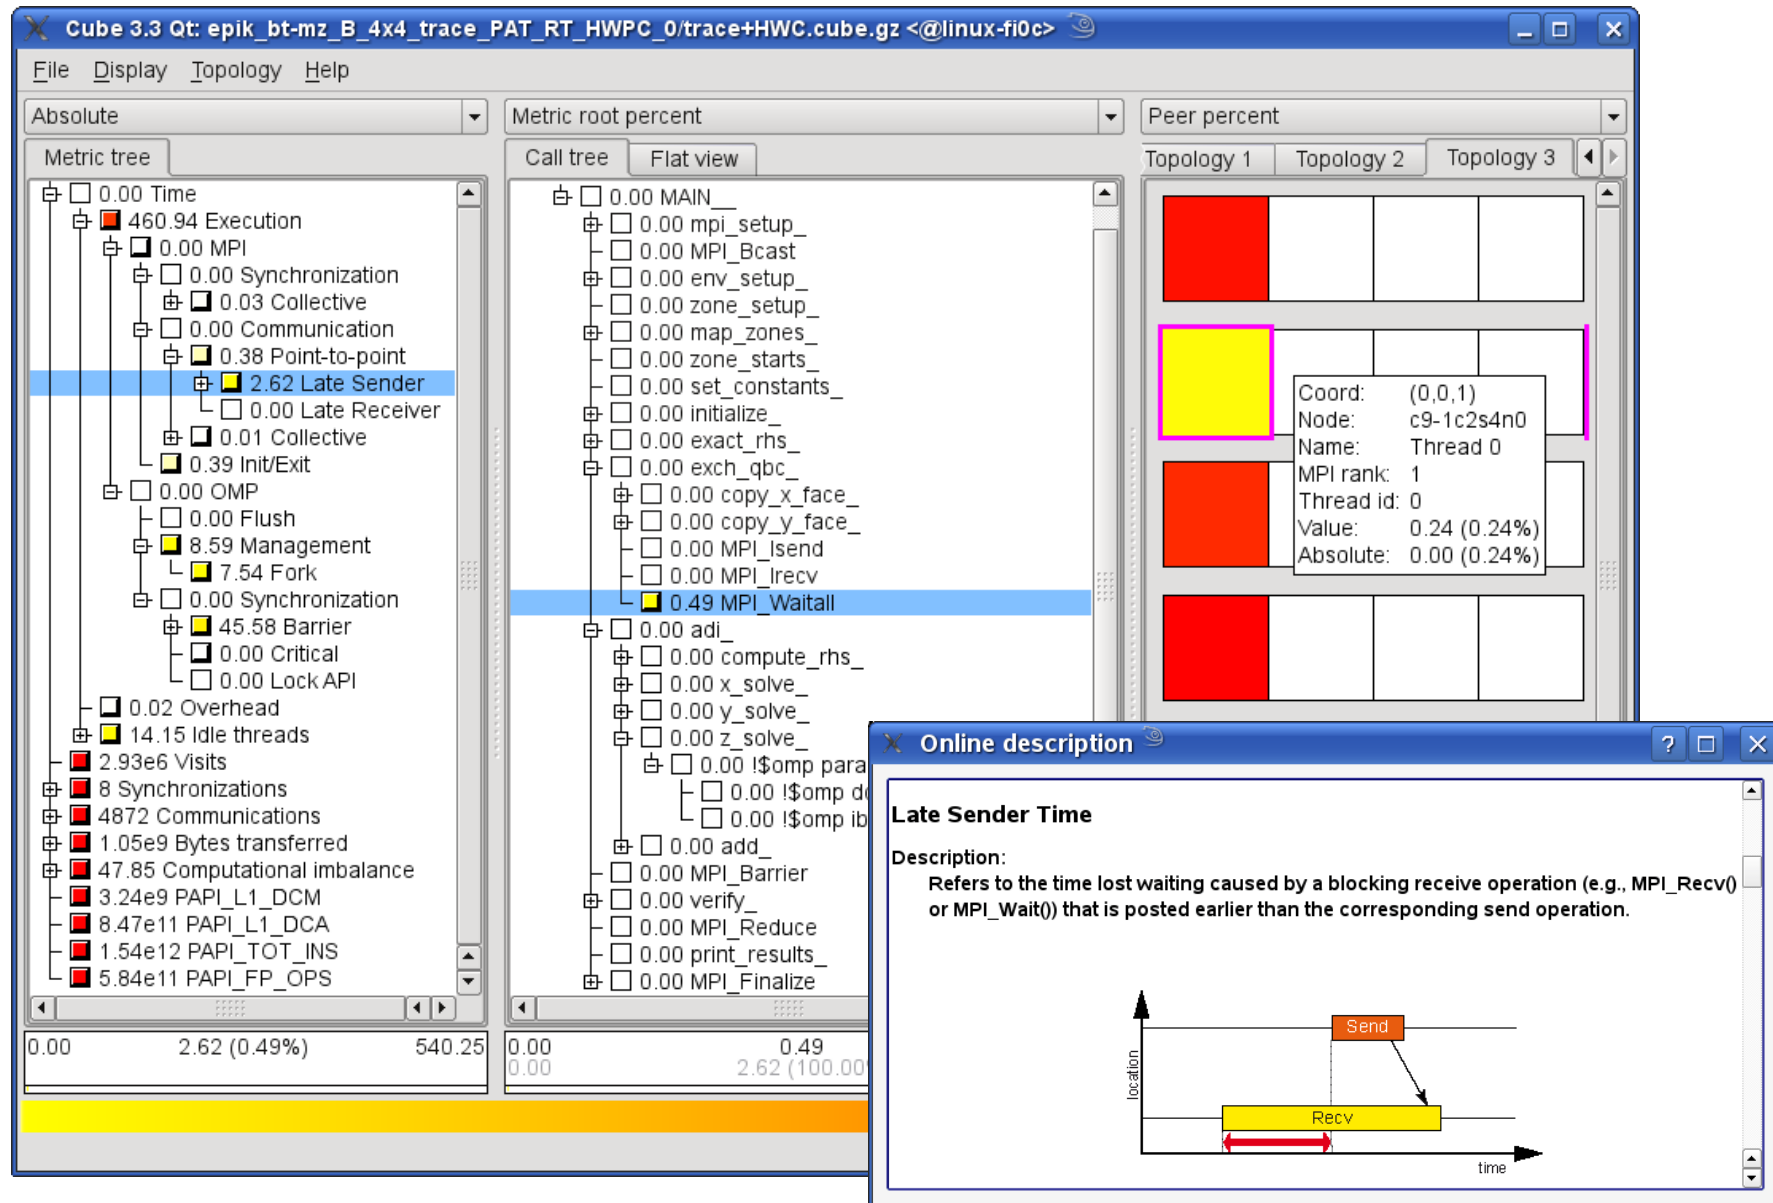 Cube 3.3 Qt: epik_bt-mz_B_4x4_trace_PAT_RT_HWPC_0/trace+HWC.cube.gz <@linux-fi0c>
File Display Topology Help
Absolute
Metric tree
0.00 Time
460.94 Execution
0.00 MPI
0.00 Synchronization
0.03 Collective
0.00 Communication
0.38 Point-to-point
2.62 Late Sender
0.00 Late Receiver
0.01 Collective
0.39 Init/Exit
0.00 OMP
0.00 Flush
8.59 Management
7.54 Fork
0.00 Synchronization
45.58 Barrier
0.00 Critical
0.00 Lock API
0.02 Overhead
14.15 Idle threads
2.93e6 Visits
8 Synchronizations
4872 Communications
1.05e9 Bytes transferred
47.85 Computational imbalance
3.24e9 PAPI_L1_DCM
8.47e11 PAPI_L1_DCA
1.54e12 PAPI_TOT_INS
5.84e11 PAPI_FP_OPS
0.00 2.62 (0.49%) 540.25
Metric root percent
Call tree Flat view
0.00 MAIN__
0.00 mpi_setup_
0.00 MPI_Bcast
0.00 env_setup_
0.00 zone_setup_
0.00 map_zones_
0.00 zone_starts_
0.00 set_constants_
0.00 initialize_
0.00 exact_rhs_
0.00 exch_qbc_
0.00 copy_x_face_
0.00 copy_y_face_
0.00 MPI_Isend
0.00 MPI_Irecv
0.49 MPI_Waitall
0.00 adi_
0.00 compute_rhs_
0.00 x_solve_
0.00 y_solve_
0.00 z_solve_
0.00 !$omp para
0.00 !$omp do
0.00 !$omp ib
0.00 add_
0.00 MPI_Barrier
0.00 verify_
0.00 MPI_Reduce
0.00 print_results_
0.00 MPI_Finalize
0.00 0.49
0.00 2.62 (100.00
Peer percent
Topology 1 Topology 2 Topology 3
Coord: (0,0,1)
Node: c9-1c2s4n0
Name: Thread 0
MPI rank: 1
Thread id: 0
Value: 0.24 (0.24%)
Absolute: 0.00 (0.24%)
Online description
Late Sender Time
Description:
Refers to the time lost waiting caused by a blocking receive operation (e.g., MPI_Recv()
or MPI_Wait()) that is posted earlier than the corresponding send operation.
Send
location
Recv
time